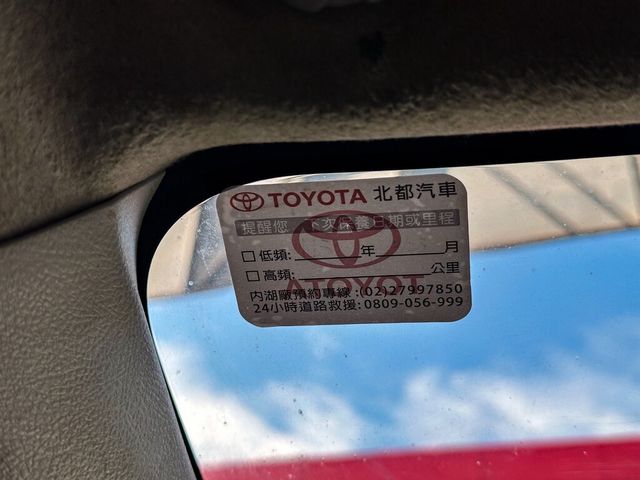 TOYOTA 北都汽車
提醒您 下次保養日期或里程
□低頻:年月
□高頻:公里
內湖廠預約專線:(02)27997850
24小時道路救援:0809-056-999
ATOYOT